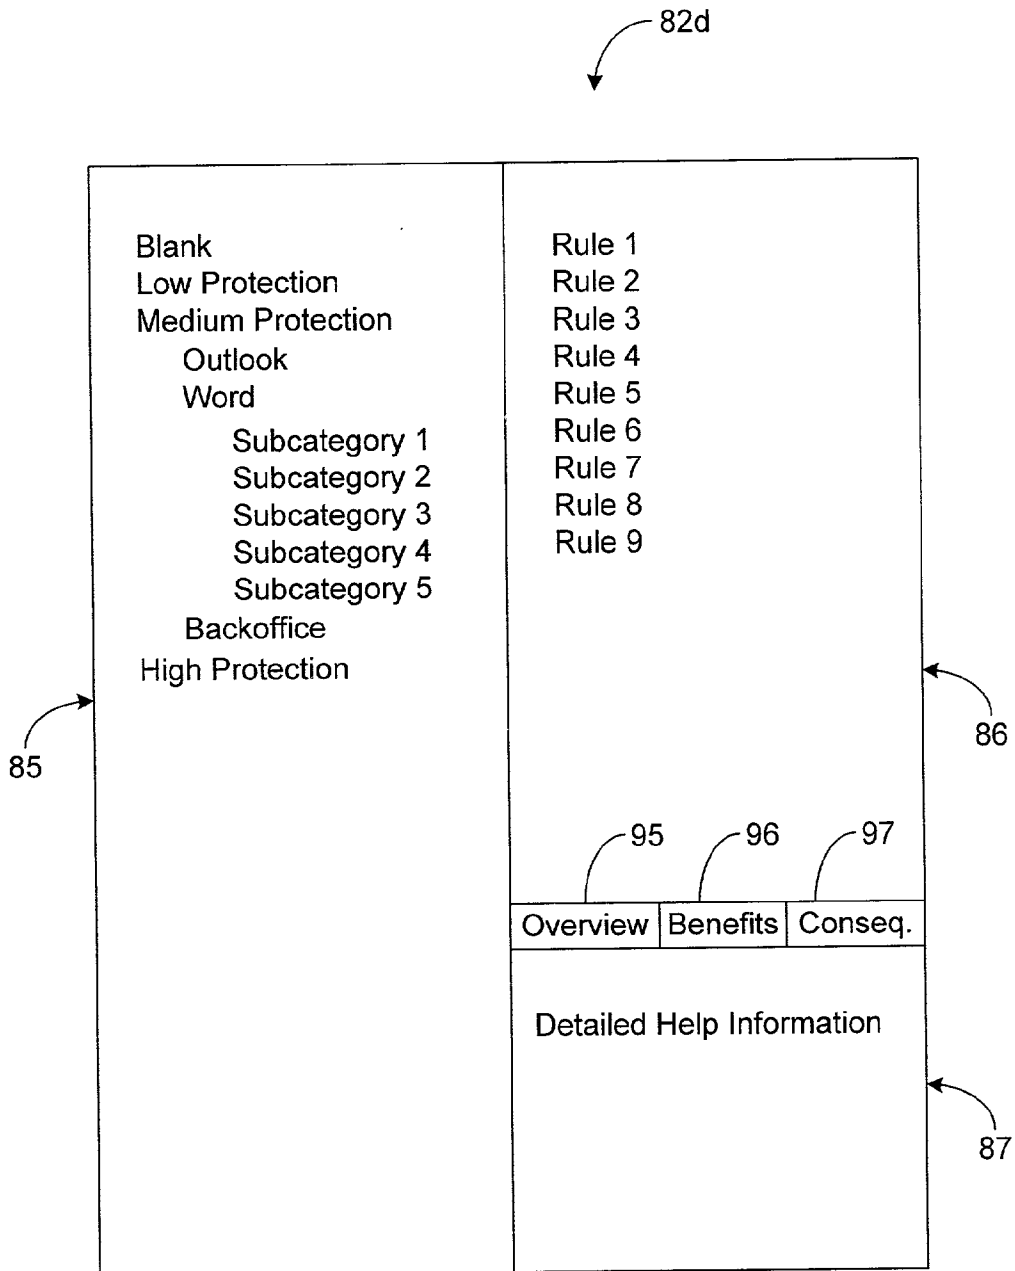 82d
Blank
Low Protection
Medium Protection
Outlook
Word
Subcategory 1
Subcategory 2
Subcategory 3
Subcategory 4
Subcategory 5
Backoffice
High Protection
85
Rule 1
Rule 2
Rule 3
Rule 4
Rule 5
Rule 6
Rule 7
Rule 8
Rule 9
86
95
96
97
Overview
Benefits
Conseq.
Detailed Help Information
87